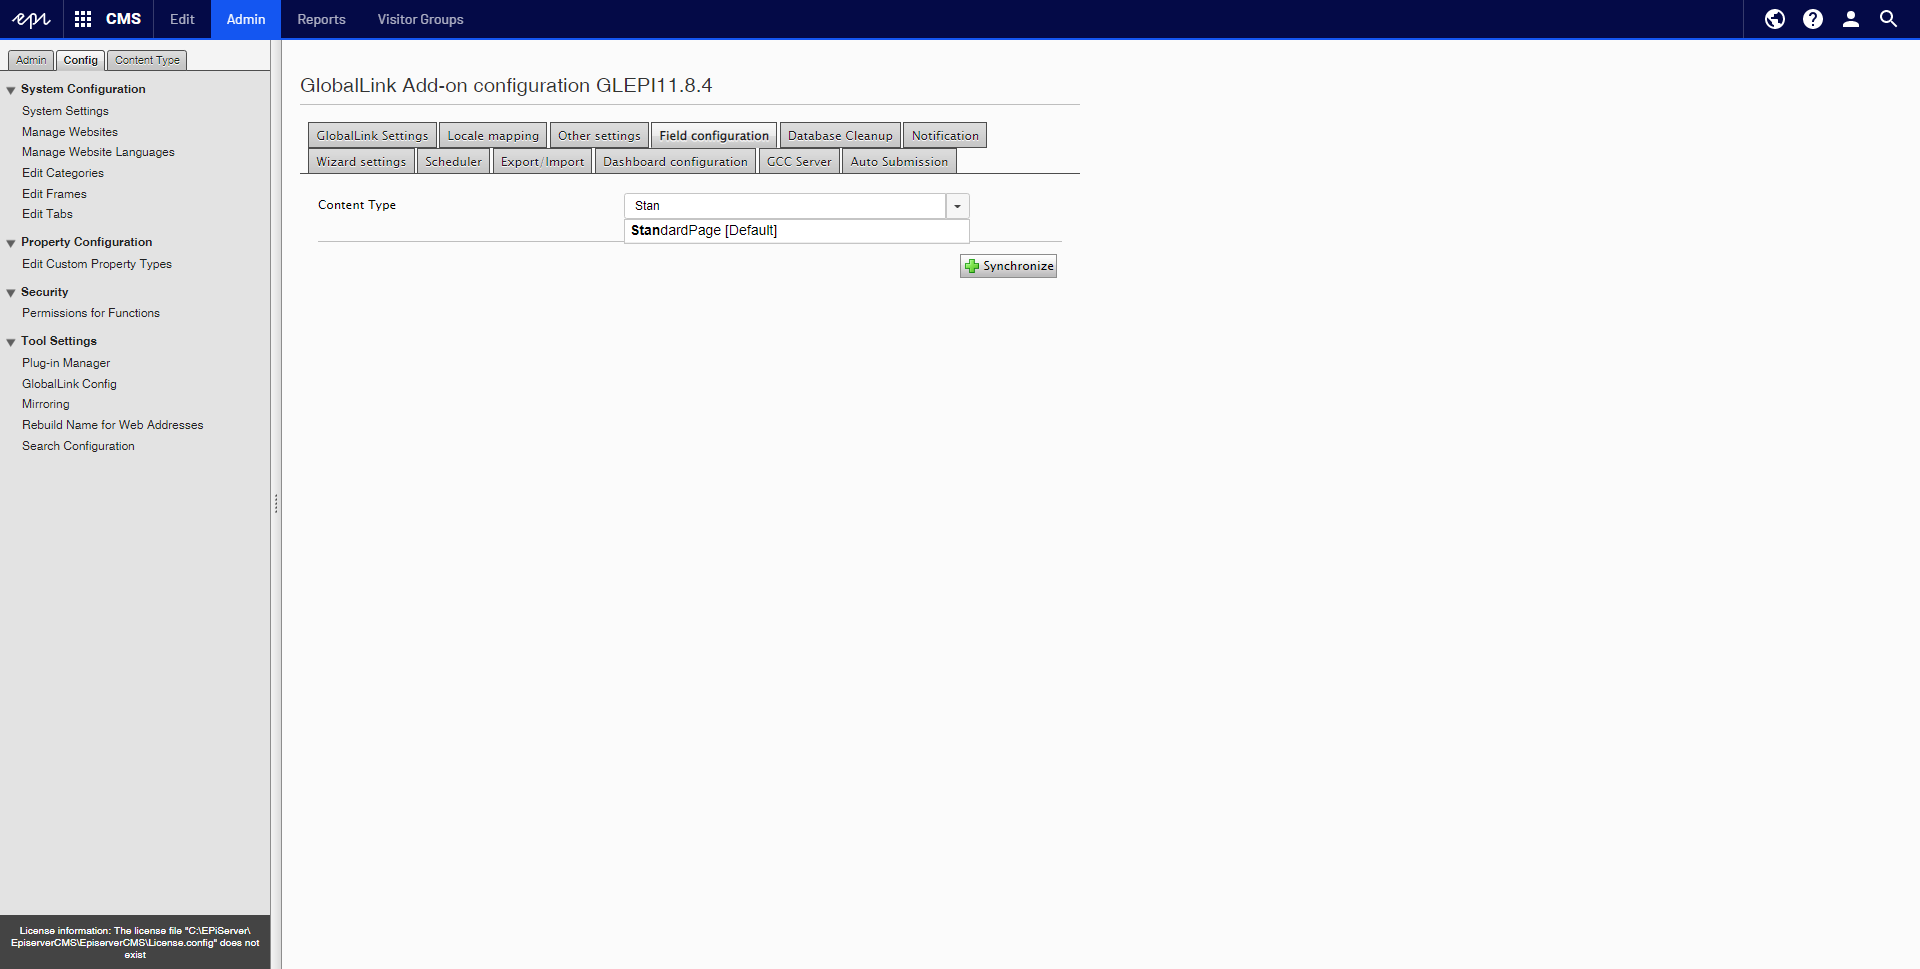 epi CMS Edit Admin Reports Visitor Groups
Admin Config Content Type
System Configuration
System Settings
Manage Websites
Manage Website Languages
Edit Categories
Edit Frames
Edit Tabs
Property Configuration
Edit Custom Property Types
Security
Permissions for Functions
Tool Settings
Plug-in Manager
GlobalLink Config
Mirroring
Rebuild Name for Web Addresses
Search Configuration
License information: The license file "C:\EPiServer\
EpiserverCMS\EpiserverCMS\License.config" does not
exist
GlobalLink Add-on configuration GLEPI11.8.4
GlobalLink Settings Locale mapping Other settings Field configuration Database Cleanup Notification
Wizard settings Scheduler Export/Import Dashboard configuration GCC Server Auto Submission
Content Type Stan
StandardPage [Default]
Synchronize